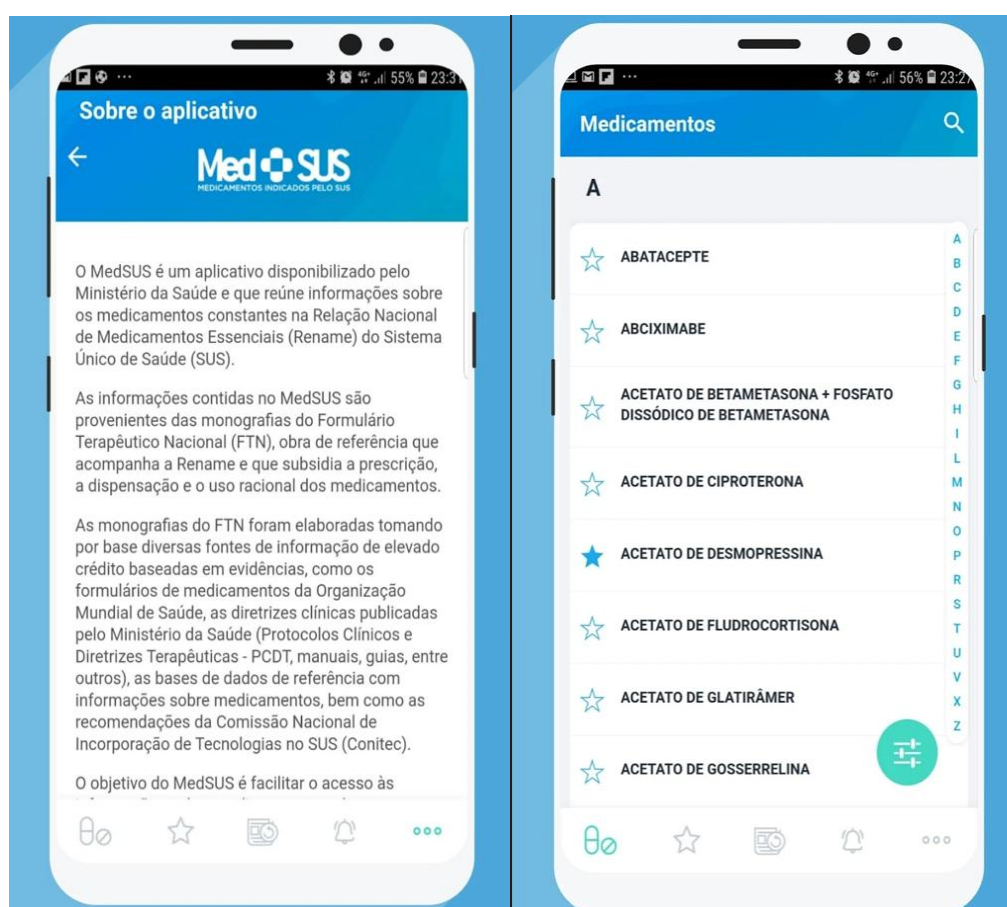 55% 23:31
Sobre o aplicativo
Med SUS
MEDICAMENTOS INDICADOS PELO SUS
O MedSUS é um aplicativo disponibilizado pelo
Ministério da Saúde e que reúne informações sobre
os medicamentos constantes na Relação Nacional
de Medicamentos Essenciais (Rename) do Sistema
Único de Saúde (SUS).
As informações contidas no MedSUS são
provenientes das monografias do Formulário
Terapêutico Nacional (FTN), obra de referência que
acompanha a Rename e que subsidia a prescrição,
a dispensação e o uso racional dos medicamentos.
As monografias do FTN foram elaboradas tomando
por base diversas fontes de informação de elevado
crédito baseadas em evidências, como os
formulários de medicamentos da Organização
Mundial de Saúde, as diretrizes clínicas publicadas
pelo Ministério da Saúde (Protocolos Clínicos e
Diretrizes Terapêuticas - PCDT, manuais, guias, entre
outros), as bases de dados de referência com
informações sobre medicamentos, bem como as
recomendações da Comissão Nacional de
Incorporação de Tecnologias no SUS (Conitec).
O objetivo do MedSUS é facilitar o acesso às
56% 23:27
Medicamentos
A
ABATACEPTE
ABCIXIMABE
ACETATO DE BETAMETASONA + FOSFATO
DISSÓDICO DE BETAMETASONA
ACETATO DE CIPROTERONA
ACETATO DE DESMOPRESSINA
ACETATO DE FLUDROCORTISONA
ACETATO DE GLATIRÂMER
ACETATO DE GOSSERRELINA
A
B
C
D
E
F
G
H
I
L
M
N
O
P
R
S
T
U
V
X
Z